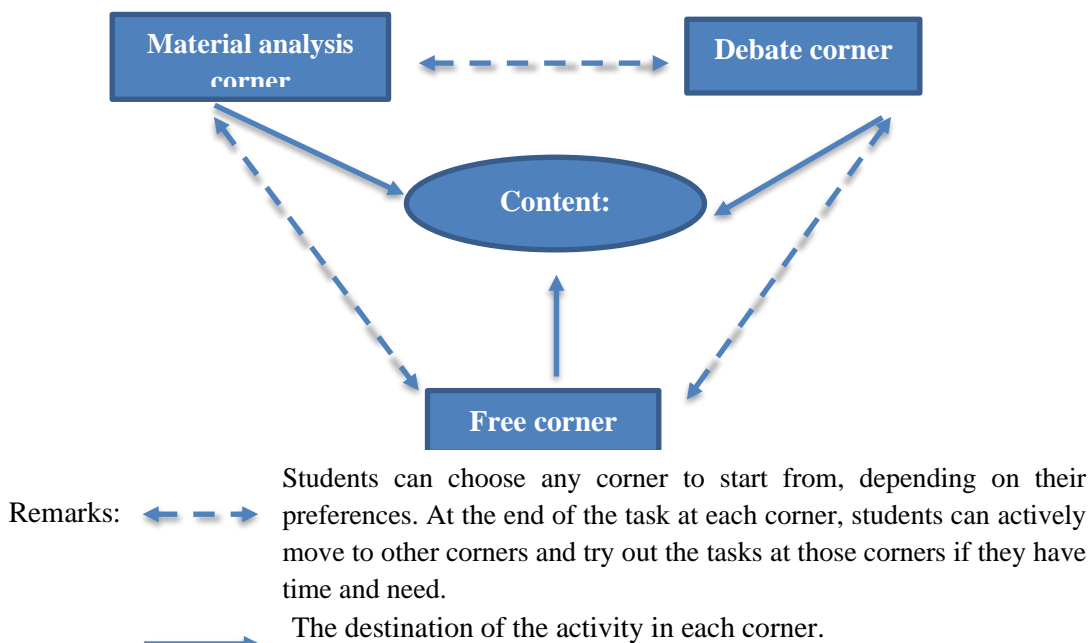 Material analysis
corner
Debate corner
Content:
Free corner
Students can choose any corner to start from, depending on their
Remarks:
preferences. At the end of the task at each corner, students can actively
move to other corners and try out the tasks at those corners if they have
time and need.
The destination of the activity in each corner.